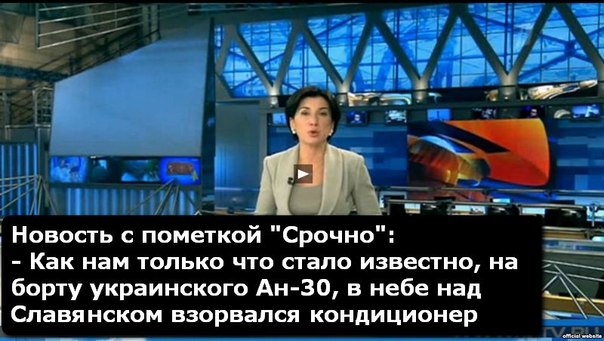 Новость с пометкой "Срочно":
- Как нам только что стало известно, на
борту украинского Ан-30, в небе над
Славянском взорвался кондиционер
official website